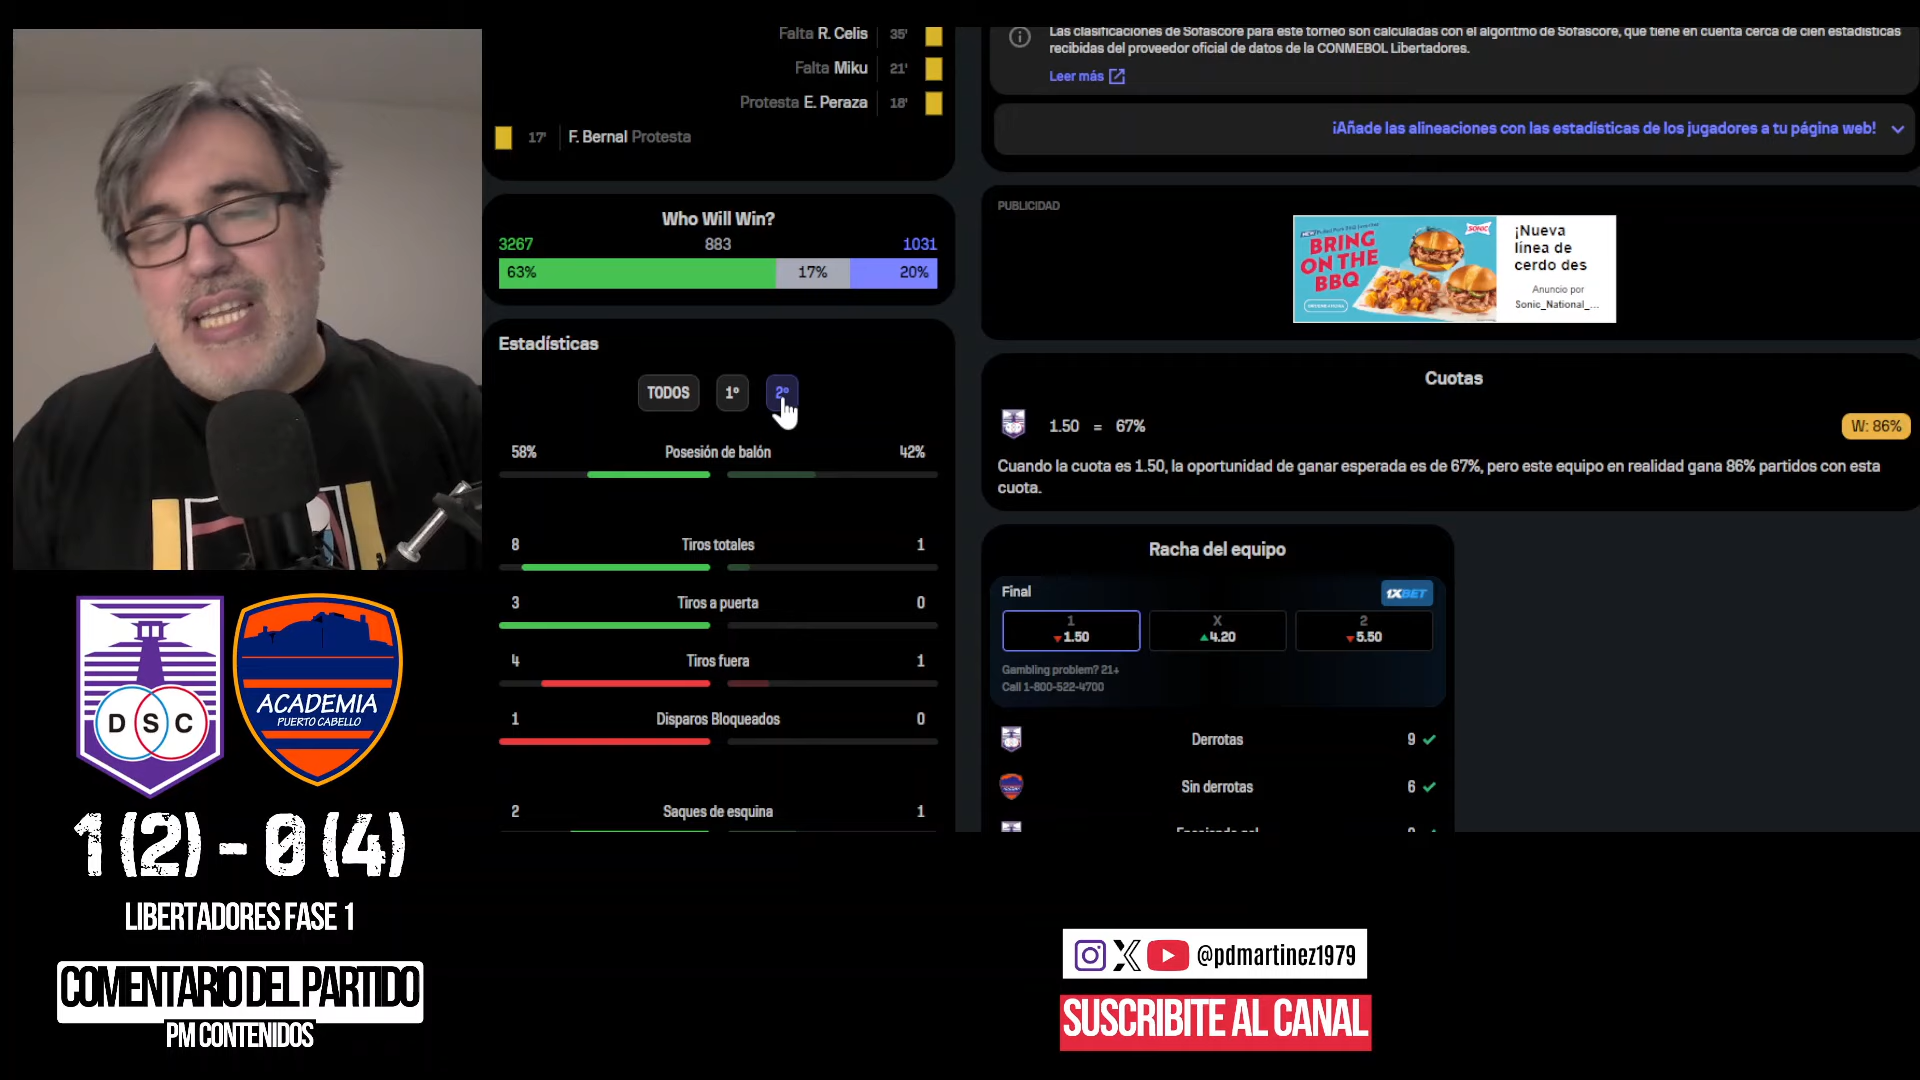 Falta R. Celis 35'
Falta Miku 21'
Protesta E. Peraza 18'
17' F. Bernal Protesta
Who Will Win?
3267 883 1031
63% 17% 20%
Estadísticas
TODOS 1º 2º
58% Posesión de balón 42%
8 Tiros totales 1
3 Tiros a puerta 0
4 Tiros fuera 1
1 Disparos Bloqueados 0
2 Saques de esquina 1
Las clasificaciones de Sofascore para este torneo son calculadas con el algoritmo de Sofascore, que tiene en cuenta cerca de cien estadísticas
recibidas del proveedor oficial de datos de la CONMEBOL Libertadores.
Leer más
¡Añade las alineaciones con las estadísticas de los jugadores a tu página web!
PUBLICIDAD
BRING
ON THE
BBQ
SONIC
¡Nueva
línea de
cerdo des
Anuncio por
Sonic_National_...
Cuotas
1.50 = 67%
W: 86%
Cuando la cuota es 1.50, la oportunidad de ganar esperada es de 67%, pero este equipo en realidad gana 86% partidos con esta
cuota.
Racha del equipo
Final
1XBET
1 X 2
1.50 4.20 5.50
Gambling problem? 21+
Call 1-800-522-4700
Derrotas 9
Sin derrotas 6
DSC
ACADEMIA
PUERTO CABELLO
1 (2) - 0 (4)
LIBERTADORES FASE 1
COMENTARIO DEL PARTIDO
PM CONTENIDOS
@pdmartinez1979
SUSCRIBITE AL CANAL